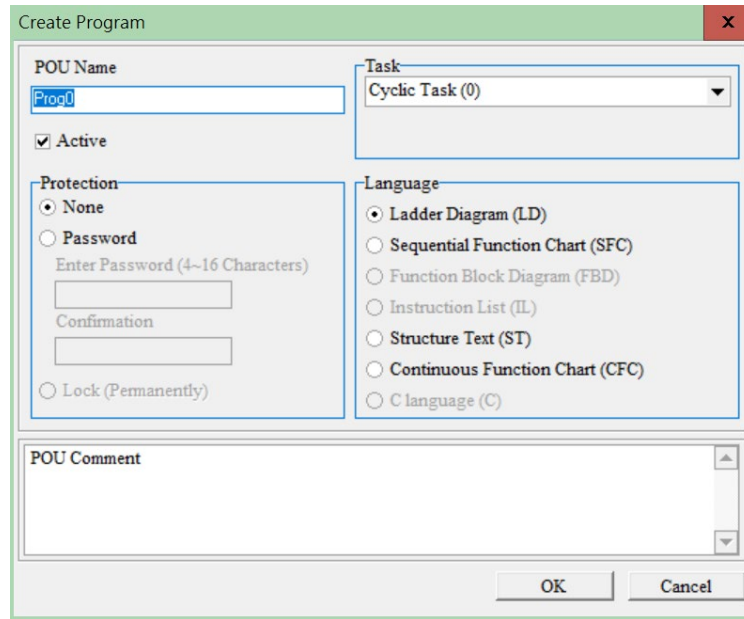 Create Program
x
POU Name
Prog0
Active
Task
Cyclic Task (0)
Protection
None
Password
Enter Password (4~16 Characters)
Confirmation
Lock (Permanently)
Language
Ladder Diagram (LD)
Sequential Function Chart (SFC)
Function Block Diagram (FBD)
Instruction List (IL)
Structure Text (ST)
Continuous Function Chart (CFC)
C language (C)
POU Comment
OK
Cancel